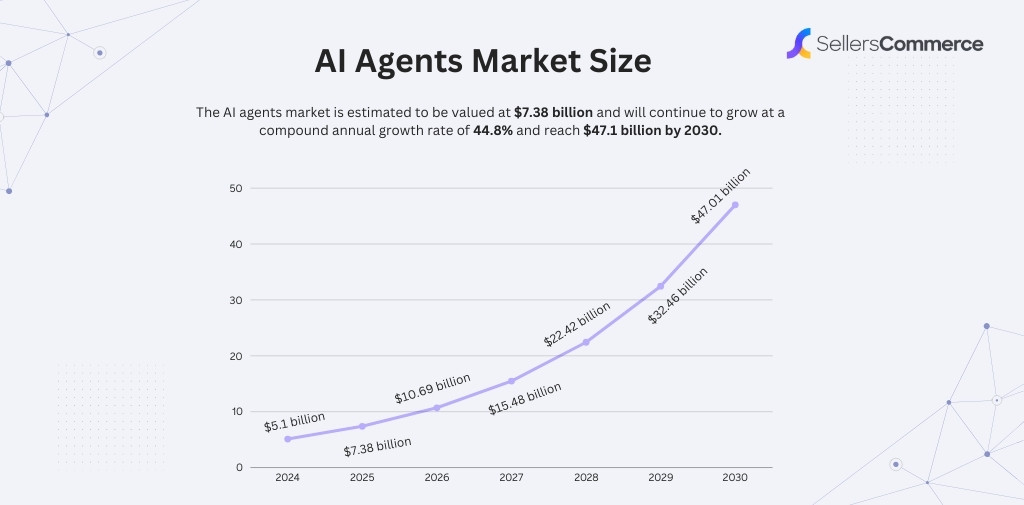 SellersCommerce
AI Agents Market Size
The AI agents market is estimated to be valued at $7.38 billion and will continue to grow at a
compound annual growth rate of 44.8% and reach $47.1 billion by 2030.
50
40
30
20
10
0
$5.1 billion
$7.38 billion
$10.69 billion
$15.48 billion
$22.42 billion
$32.46 billion
$47.01 billion
2024 2025 2026 2027 2028 2029 2030